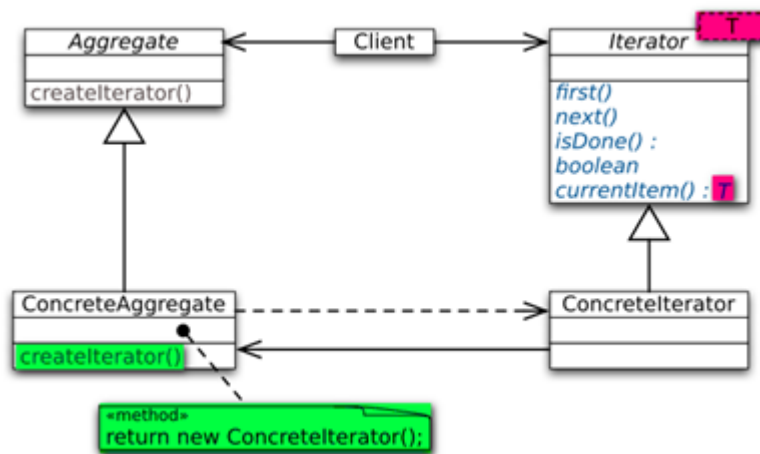 Aggregate
createIterator()
Client
T
Iterator
first()
next()
isDone() :
boolean
currentItem() : T
ConcreteAggregate
createIterator()
ConcreteIterator
«method»
return new ConcreteIterator();